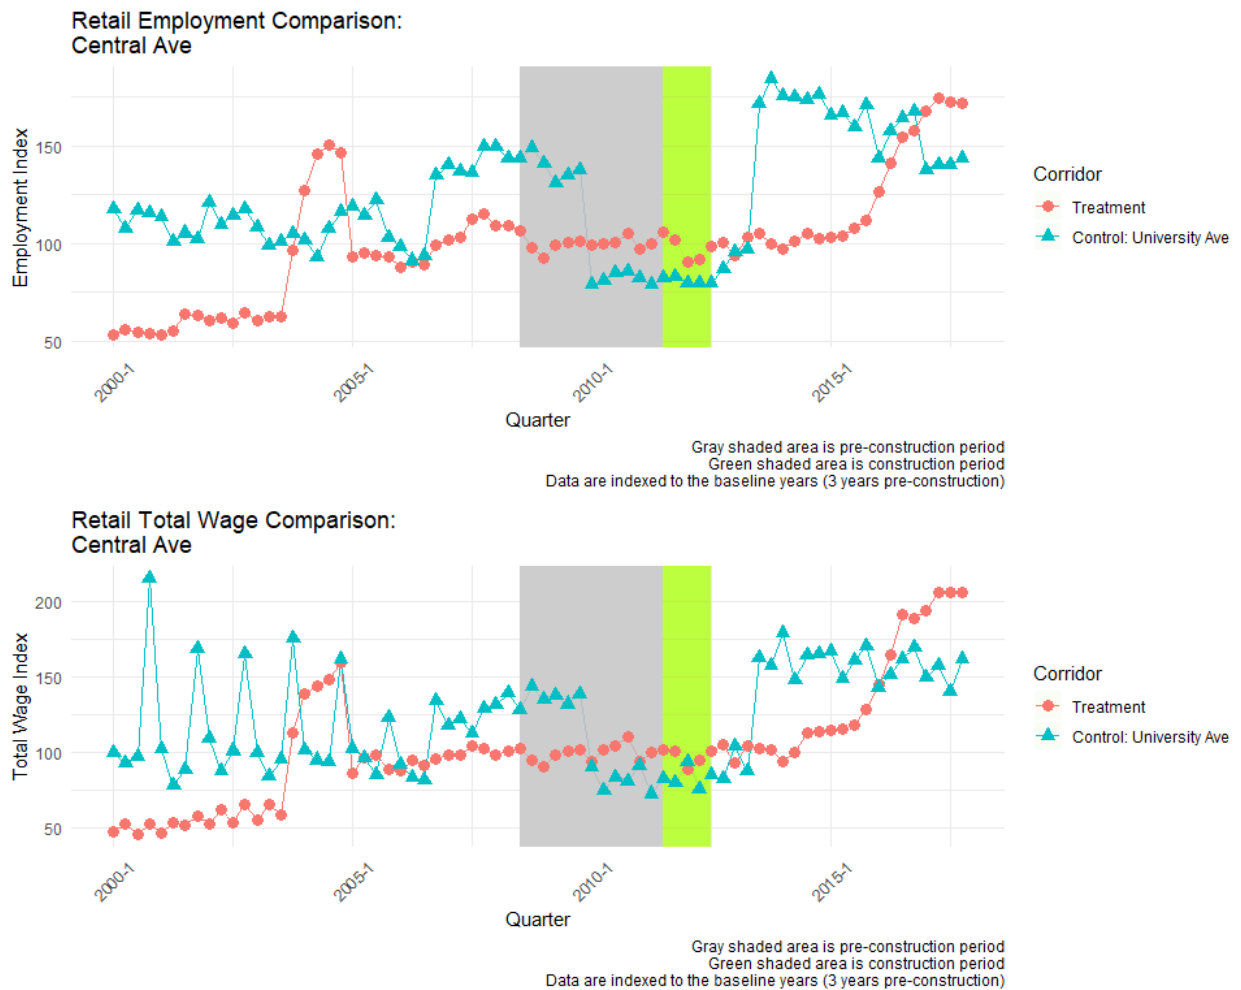 Retail Employment Comparison:
Central Ave
Employment Index
150
100
50
2000-1
2005-1
2010-1
2015-1
Quarter
Corridor
Treatment
Control: University Ave
Gray shaded area is pre-construction period
Green shaded area is construction period
Data are indexed to the baseline years (3 years pre-construction)
Retail Total Wage Comparison:
Central Ave
Total Wage Index
200
150
100
50
2000-1
2005-1
2010-1
2015-1
Quarter
Corridor
Treatment
Control: University Ave
Gray shaded area is pre-construction period
Green shaded area is construction period
Data are indexed to the baseline years (3 years pre-construction)